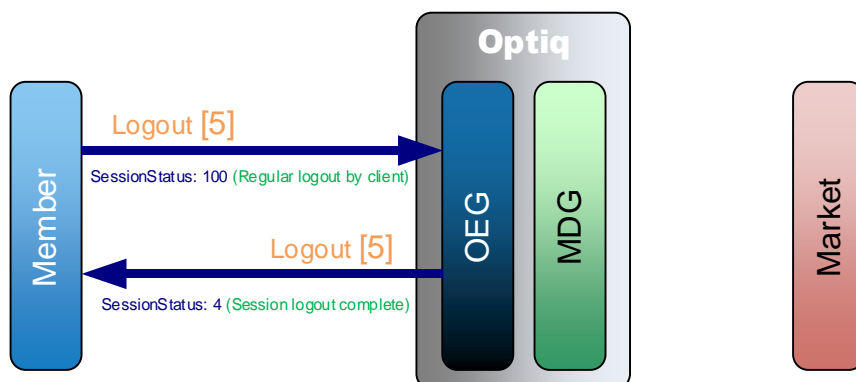 Optiq
Logout [5]
SessionStatus: 100 (Regular logout by client)
Logout [5]
SessionStatus: 4 (Session logout complete)
Member
OEG
MDG
Market